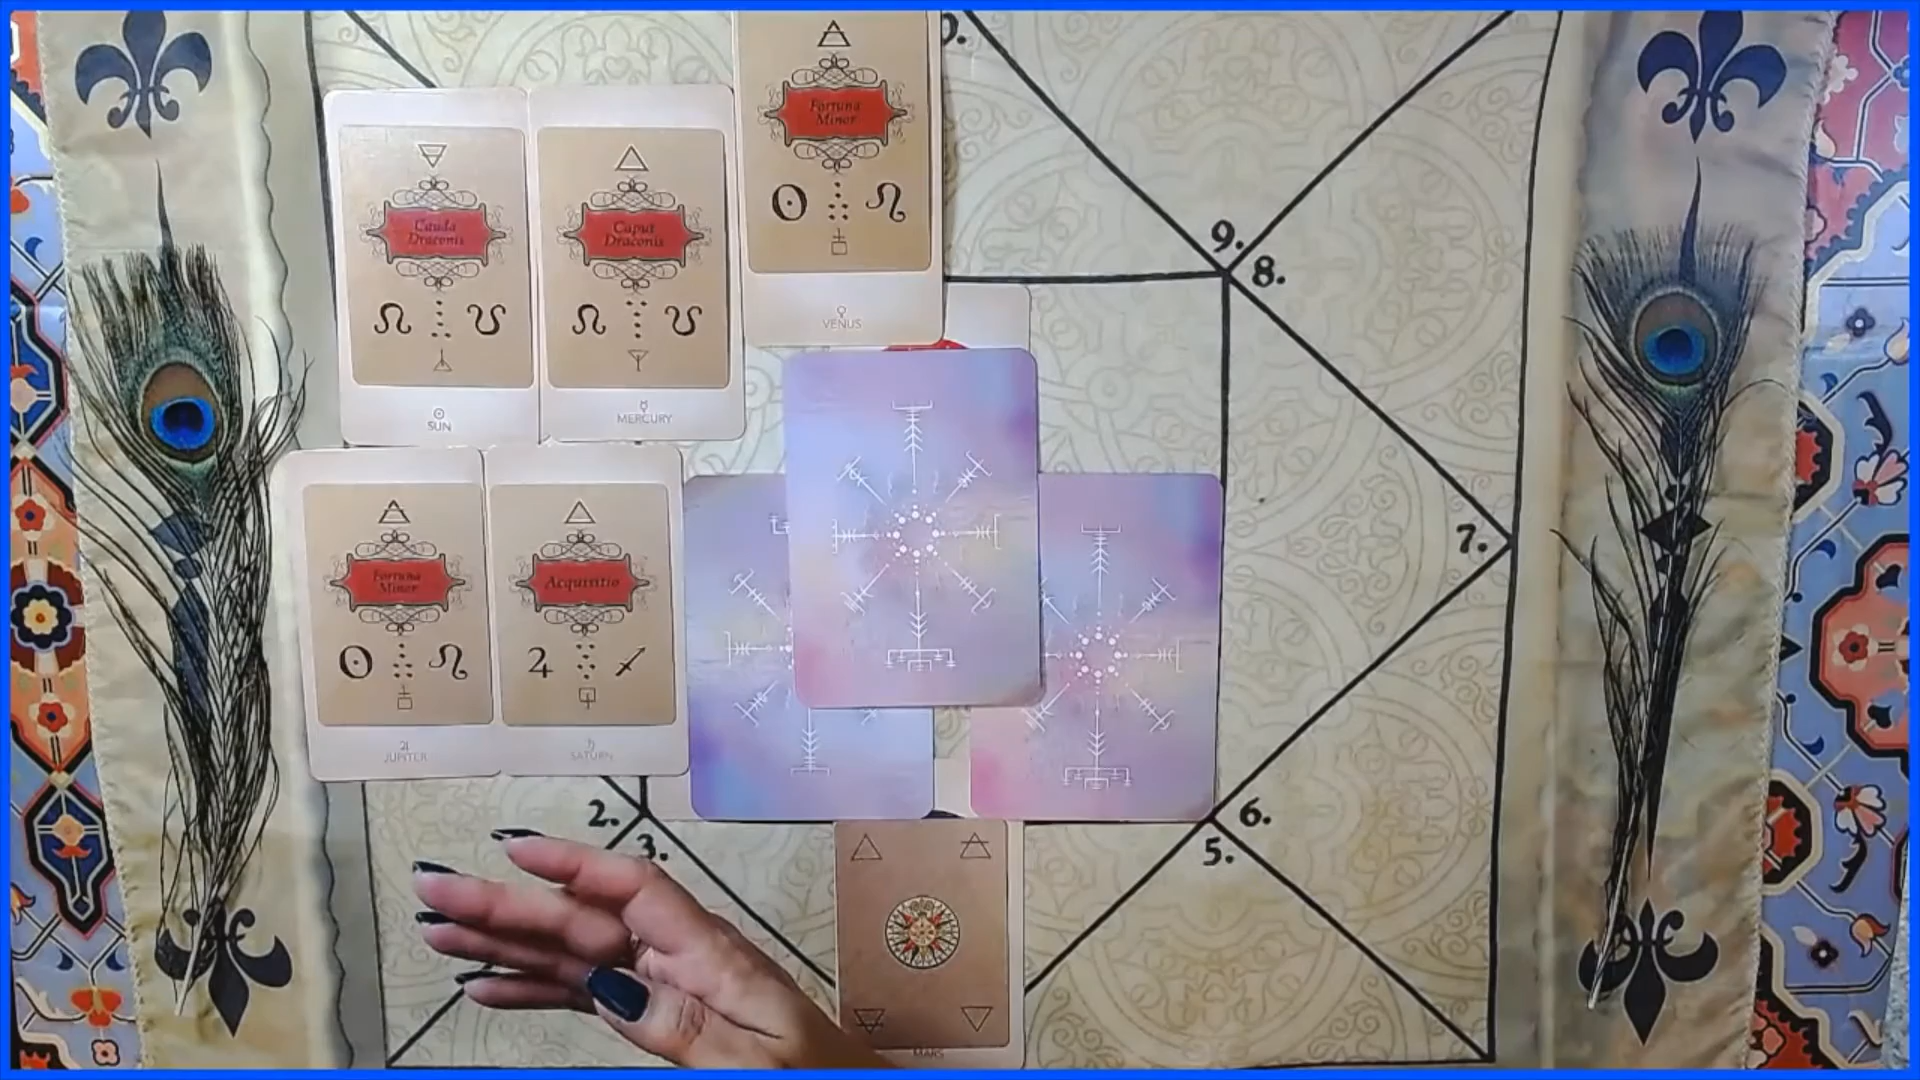 Fortuna
Minor
VENUS
Cauda
Draconis
SUN
Caput
Draconis
MERCURY
9.
8.
7.
Fortuna
Minor
JUPITER
Acquisitio
SATURN
2.
3.
6.
5.
MARS